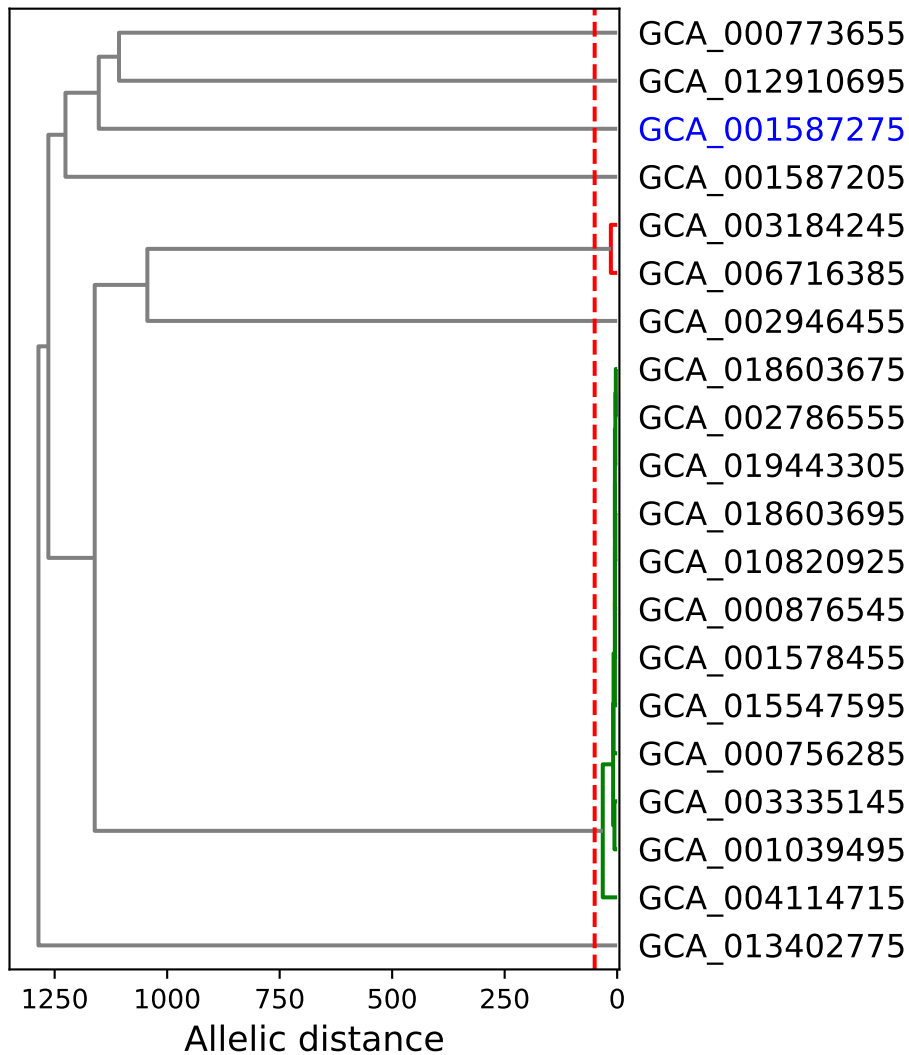 GCA_000773655
GCA_012910695
GCA_001587275
GCA_001587205
GCA_003184245
GCA_006716385
GCA_002946455
GCA_018603675
GCA_002786555
GCA_019443305
GCA_018603695
GCA_010820925
GCA_000876545
GCA_001578455
GCA_015547595
GCA_000756285
GCA_003335145
GCA_001039495
GCA_004114715
GCA_013402775
1250 1000 750 500 250 0
Allelic distance